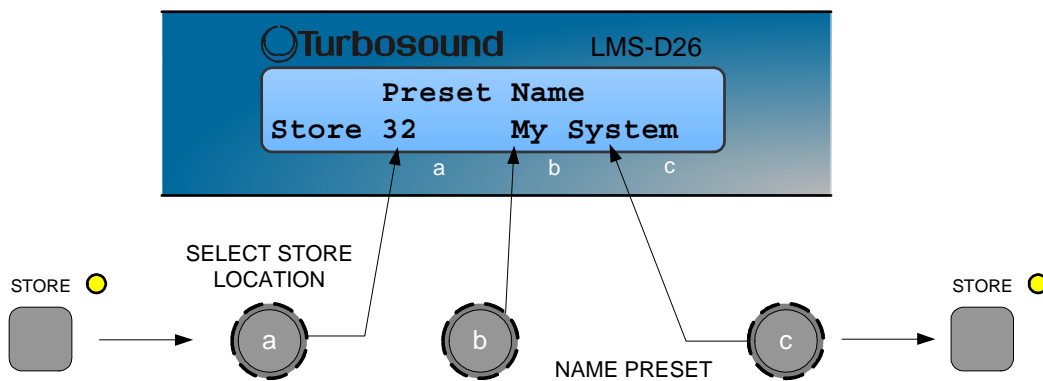 Turbosound LMS-D26
Preset Name
Store 32 My System
a b c
SELECT STORE
LOCATION
STORE
STORE
a
b
c
NAME PRESET